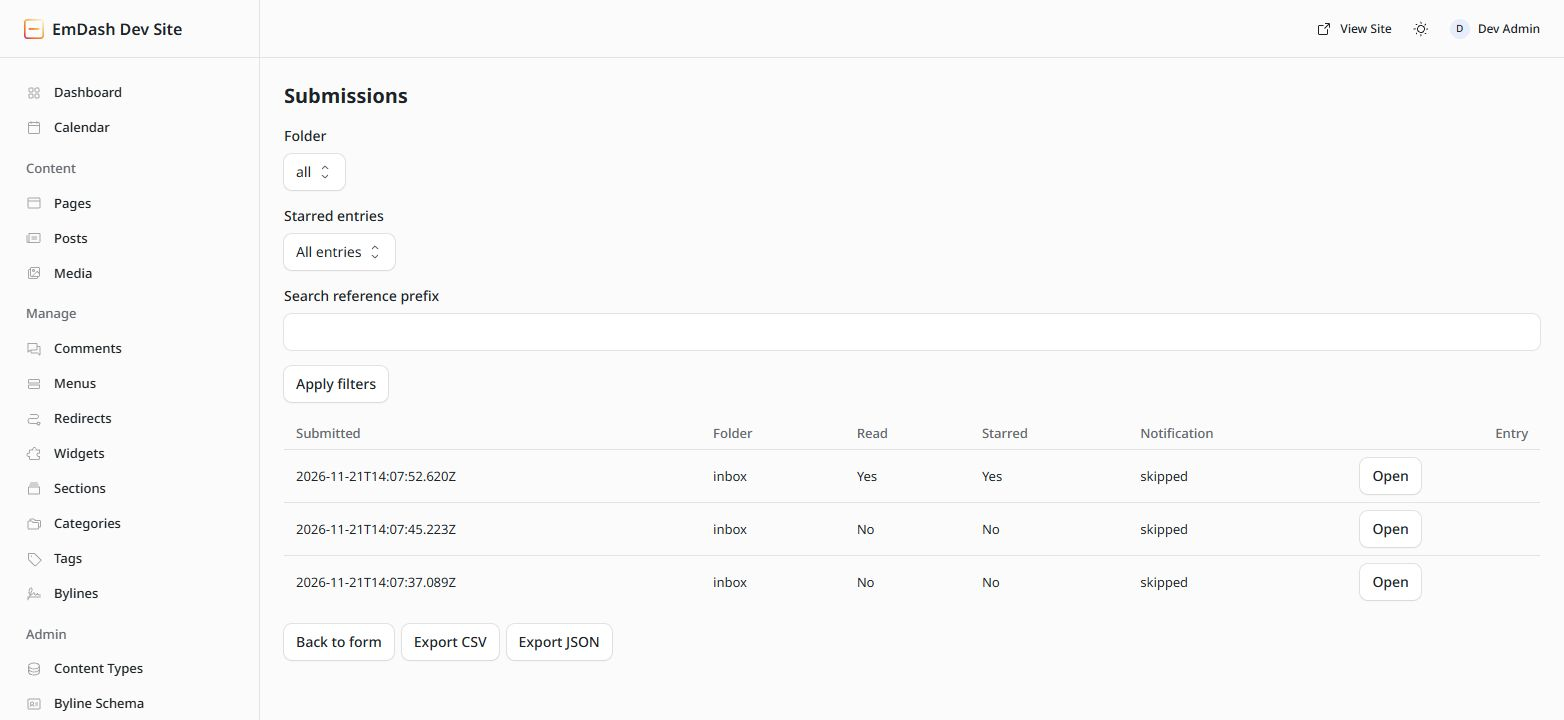 EmDash Dev Site
View Site
D
Dev Admin
Dashboard
Calendar
Content
Pages
Posts
Media
Manage
Comments
Menus
Redirects
Widgets
Sections
Categories
Tags
Bylines
Admin
Content Types
Byline Schema
Submissions
Folder
all
Starred entries
All entries
Search reference prefix
Apply filters
Submitted Folder Read Starred Notification Entry
2026-11-21T14:07:52.620Z inbox Yes Yes skipped Open
2026-11-21T14:07:45.223Z inbox No No skipped Open
2026-11-21T14:07:37.089Z inbox No No skipped Open
Back to form Export CSV Export JSON